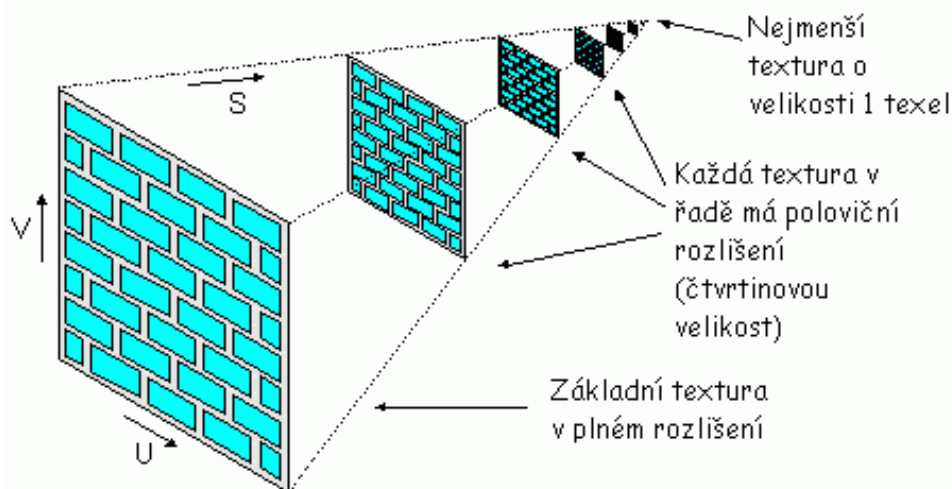 Nejmenší
textura o
velikosti 1 texel
S
Každá textura v
řadě má poloviční
rozlišení
(čtvrtinovou
velikost)
V
Základní textura
v plném rozlišení
U